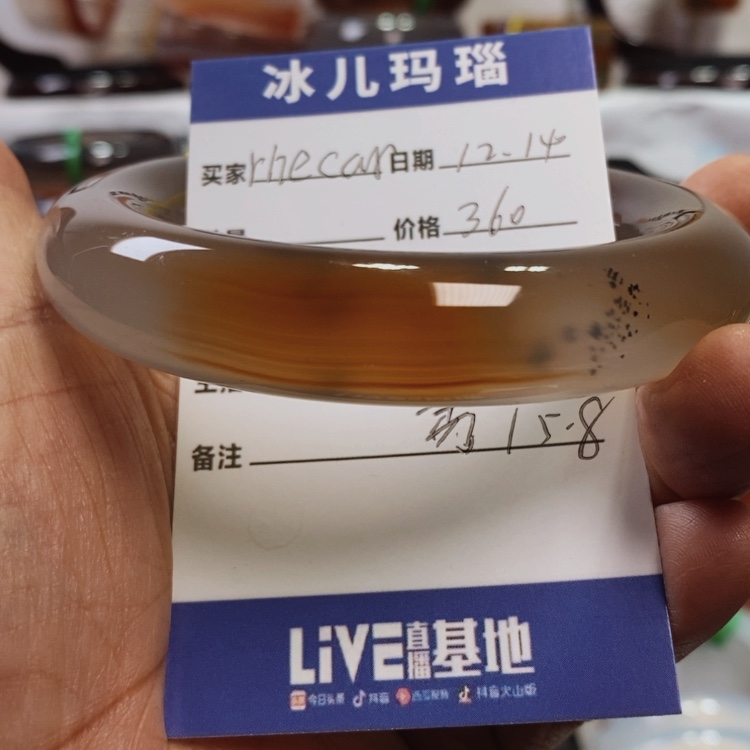 冰儿玛瑙
买家 rhecan 日期 12-14
价格 360
备注 15.8
LIVE直播基地
今日头条 抖音 西瓜视频 抖音火山版